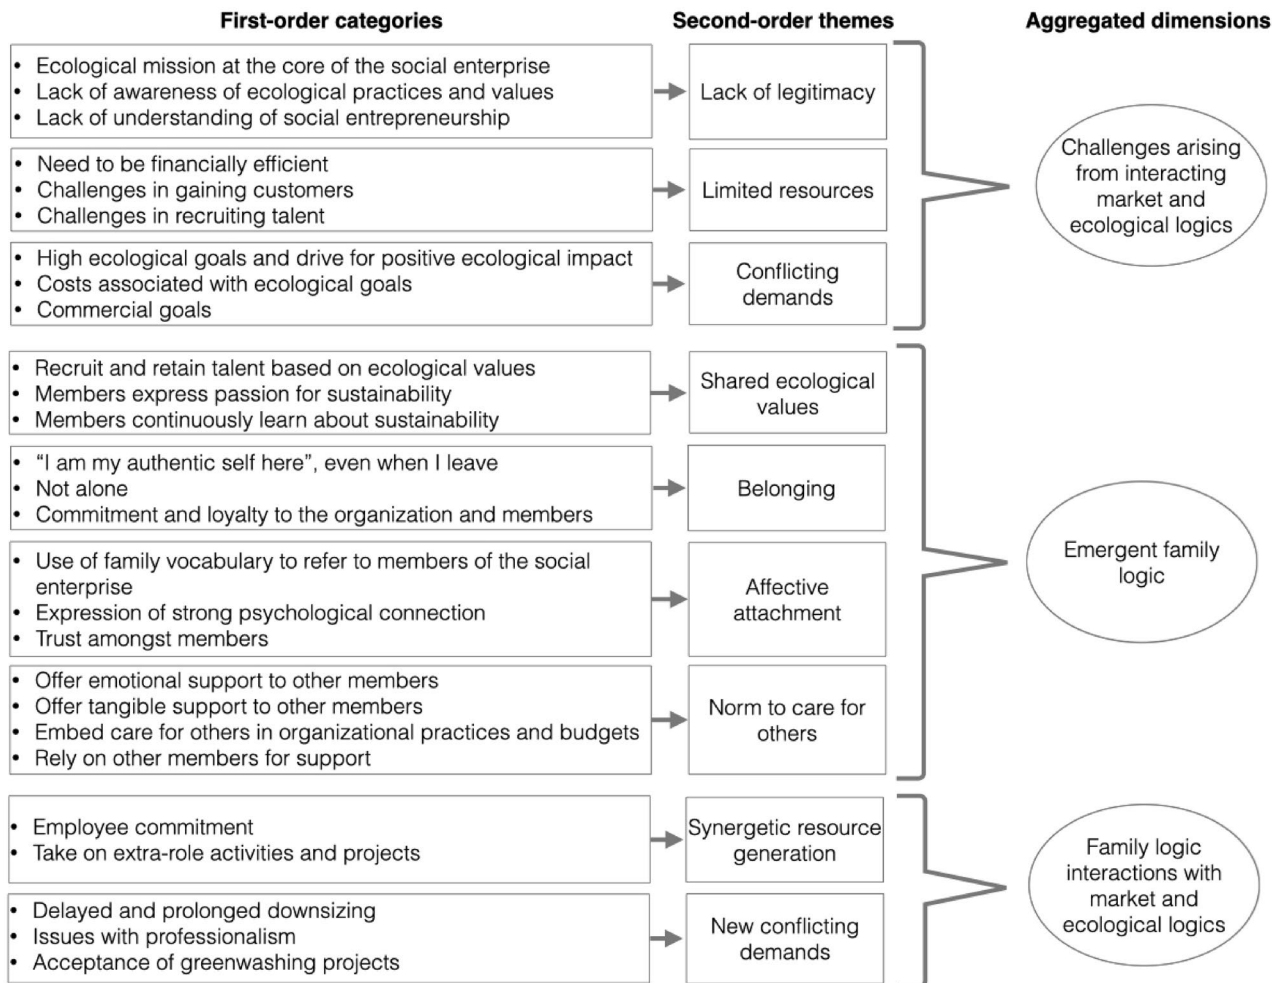 First-order categories
Second-order themes
Aggregated dimensions
• Ecological mission at the core of the social enterprise
• Lack of awareness of ecological practices and values
• Lack of understanding of social entrepreneurship
Lack of legitimacy
• Need to be financially efficient
• Challenges in gaining customers
• Challenges in recruiting talent
Limited resources
• High ecological goals and drive for positive ecological impact
• Costs associated with ecological goals
• Commercial goals
Conflicting
demands
Challenges arising
from interacting
market and
ecological logics
• Recruit and retain talent based on ecological values
• Members express passion for sustainability
• Members continuously learn about sustainability
Shared ecological
values
• “I am my authentic self here”, even when I leave
• Not alone
• Commitment and loyalty to the organization and members
Belonging
• Use of family vocabulary to refer to members of the social
enterprise
• Expression of strong psychological connection
• Trust amongst members
Affective
attachment
• Offer emotional support to other members
• Offer tangible support to other members
• Embed care for others in organizational practices and budgets
• Rely on other members for support
Norm to care for
others
Emergent family
logic
• Employee commitment
• Take on extra-role activities and projects
Synergetic resource
generation
• Delayed and prolonged downsizing
• Issues with professionalism
• Acceptance of greenwashing projects
New conflicting
demands
Family logic
interactions with
market and
ecological logics